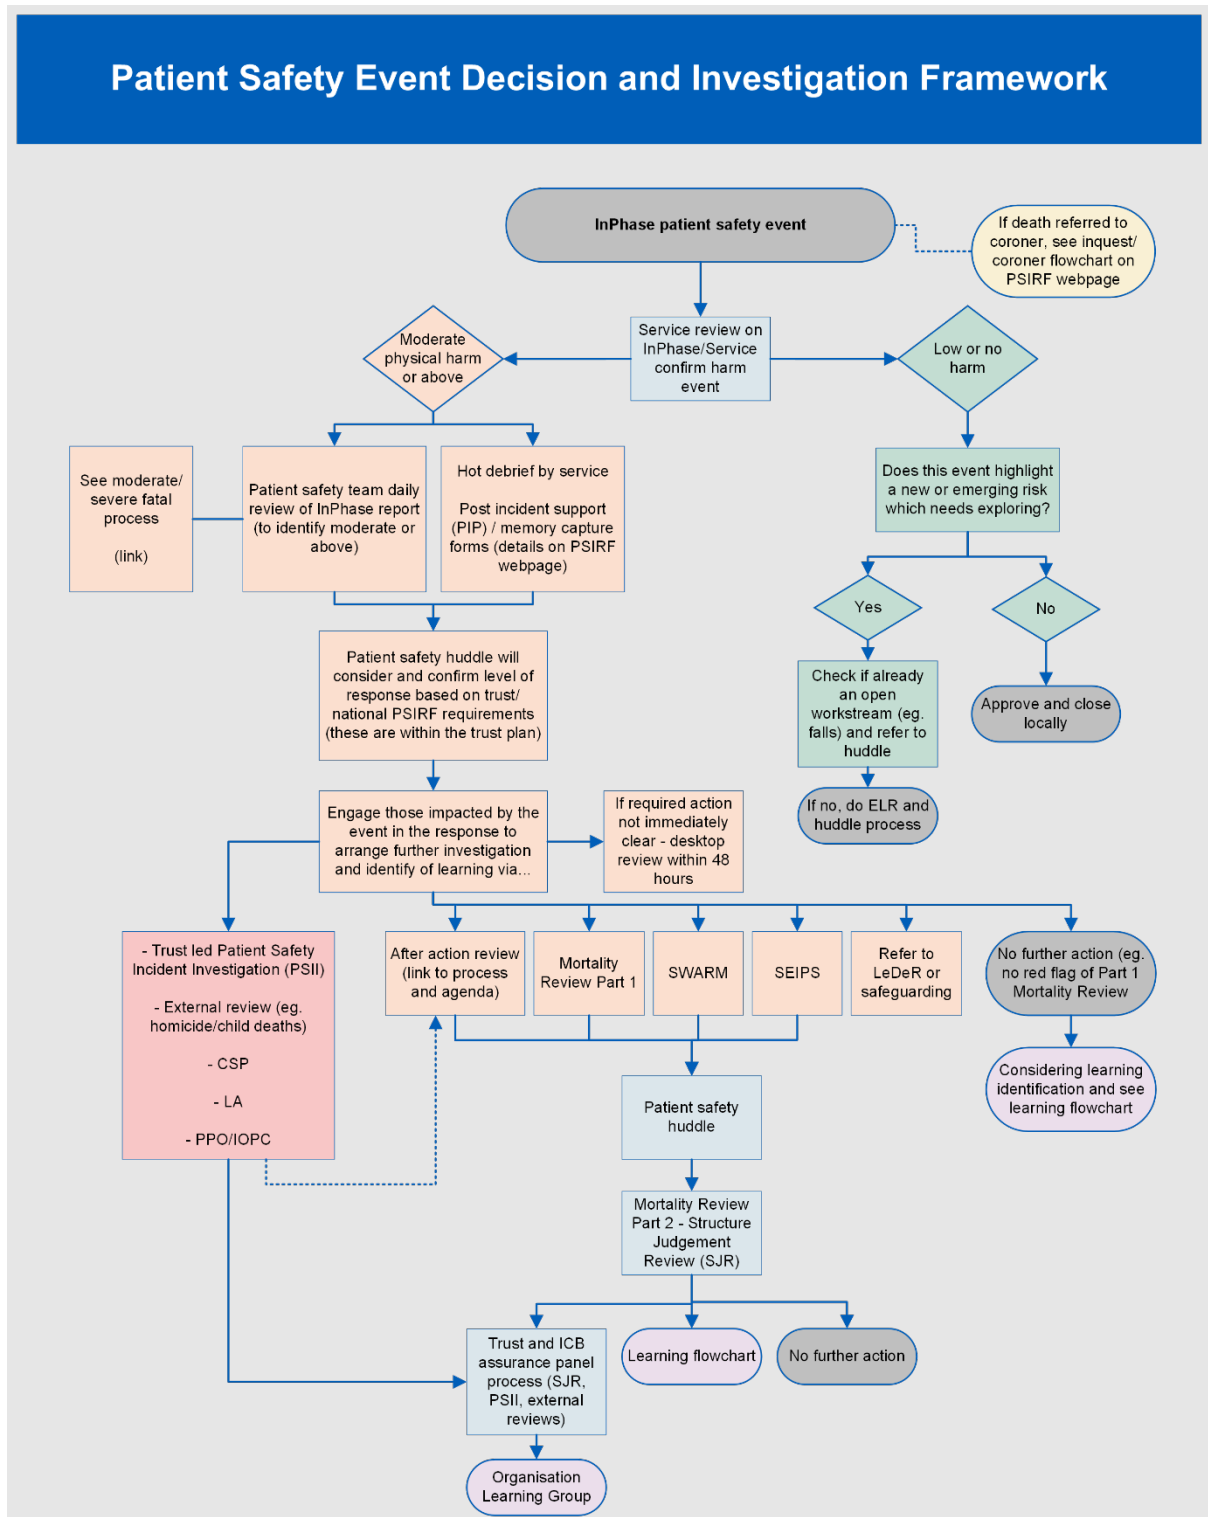 Patient Safety Event Decision and Investigation Framework
InPhase patient safety event
If death referred to
coroner, see inquest/
coroner flowchart on
PSIRF webpage
Service review on
InPhase/Service
confirm harm
event
Moderate
physical harm
or above
Low or no
harm
See moderate/
severe fatal
process
(link)
Patient safety team daily
review of InPhase report
(to identify moderate or
above)
Hot debrief by service
Post incident support
(PIP) / memory capture
forms (details on PSIRF
webpage)
Does this event highlight
a new or emerging risk
which needs exploring?
Yes
No
Patient safety huddle will
consider and confirm level of
response based on trust/
national PSIRF requirements
(these are within the trust plan)
Check if already
an open
workstream (eg.
falls) and refer to
huddle
Approve and close
locally
If no, do ELR and
huddle process
Engage those impacted by the
event in the response to
arrange further investigation
and identify of learning via...
If required action
not immediately
clear - desktop
review within 48
hours
- Trust led Patient Safety
Incident Investigation (PSII)
- External review (eg.
homicide/child deaths)
- CSP
- LA
- PPO/IOPC
After action review
(link to process
and agenda)
Mortality
Review Part 1
SWARM
SEIPS
Refer to
LeDeR or
safeguarding
No further action (eg.
no red flag of Part 1
Mortality Review
Considering learning
identification and see
learning flowchart
Patient safety
huddle
Mortality Review
Part 2 - Structure
Judgement
Review (SJR)
Trust and ICB
assurance panel
process (SJR,
PSII, external
reviews)
Learning flowchart
No further action
Organisation
Learning Group